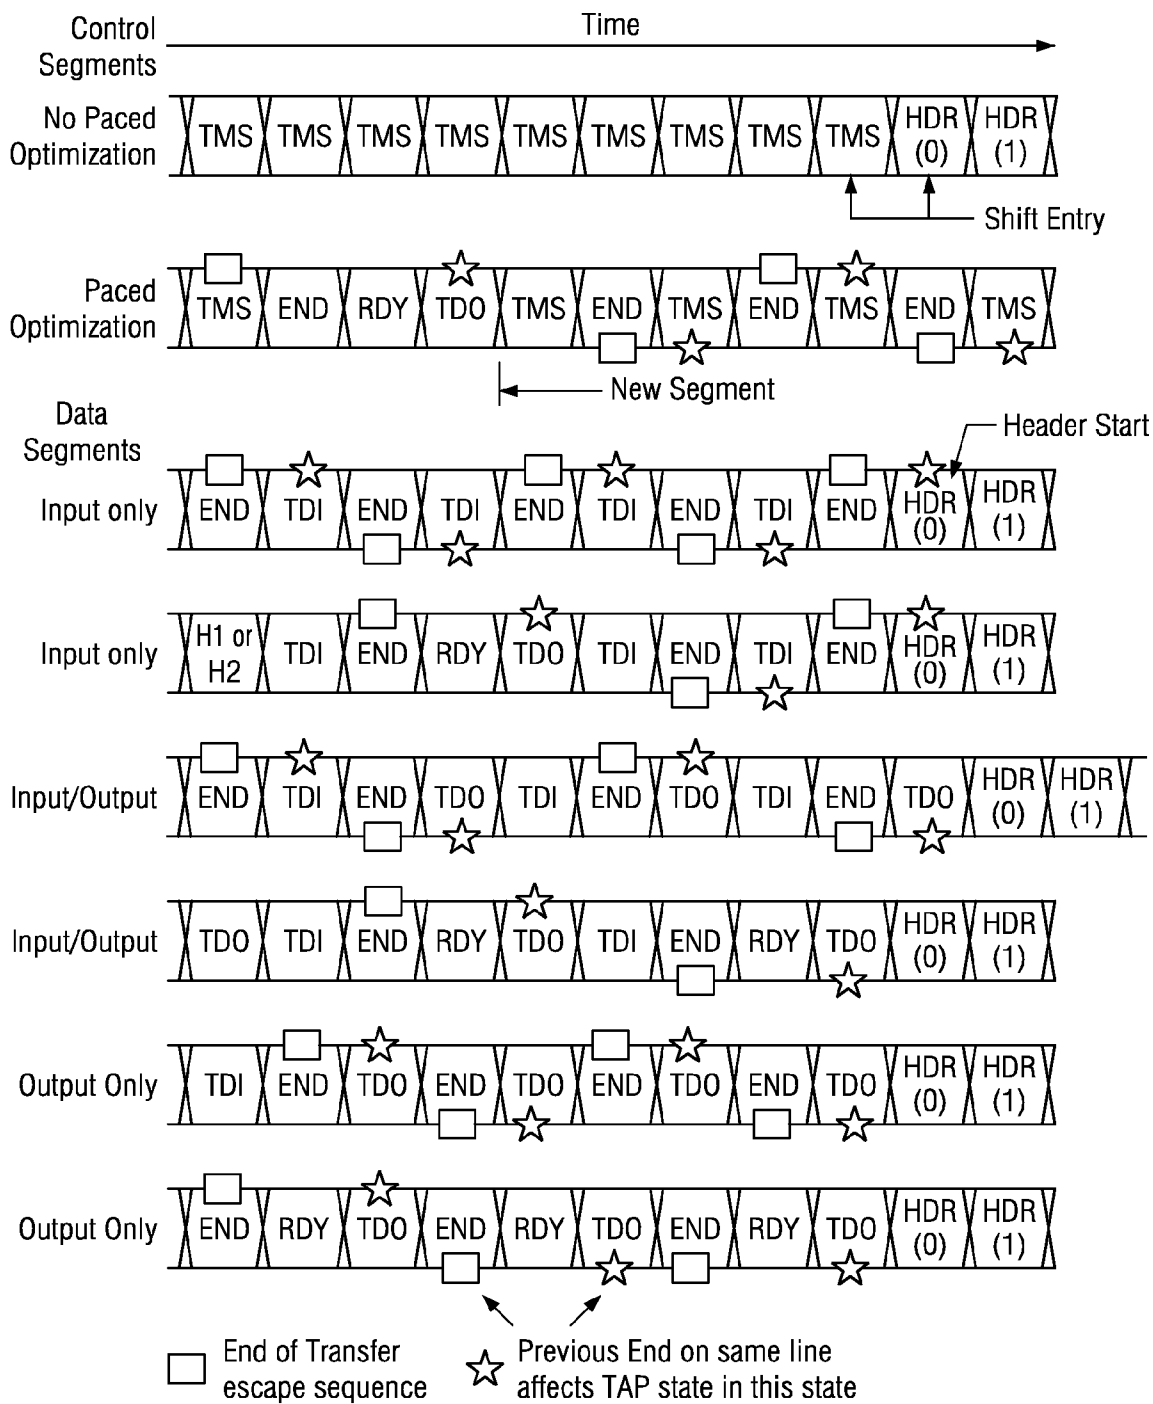 Control
Segments
Time
No Paced
Optimization
TMS TMS TMS TMS TMS TMS TMS TMS TMS HDR (0) HDR (1)
Shift Entry
Paced
Optimization
TMS END RDY TDO TMS END TMS END TMS END TMS
New Segment
Data
Segments
Header Start
Input only
END TDI END TDI END TDI END TDI END HDR (0) HDR (1)
Input only
H1 or H2 TDI END RDY TDO TDI END TDI END HDR (0) HDR (1)
Input/Output
END TDI END TDO TDI END TDO TDI END TDO HDR (0) HDR (1)
Input/Output
TDO TDI END RDY TDO TDI END RDY TDO HDR (0) HDR (1)
Output Only
TDI END TDO END TDO END TDO END TDO HDR (0) HDR (1)
Output Only
END RDY TDO END RDY TDO END RDY TDO HDR (0) HDR (1)
End of Transfer
escape sequence
Previous End on same line
affects TAP state in this state